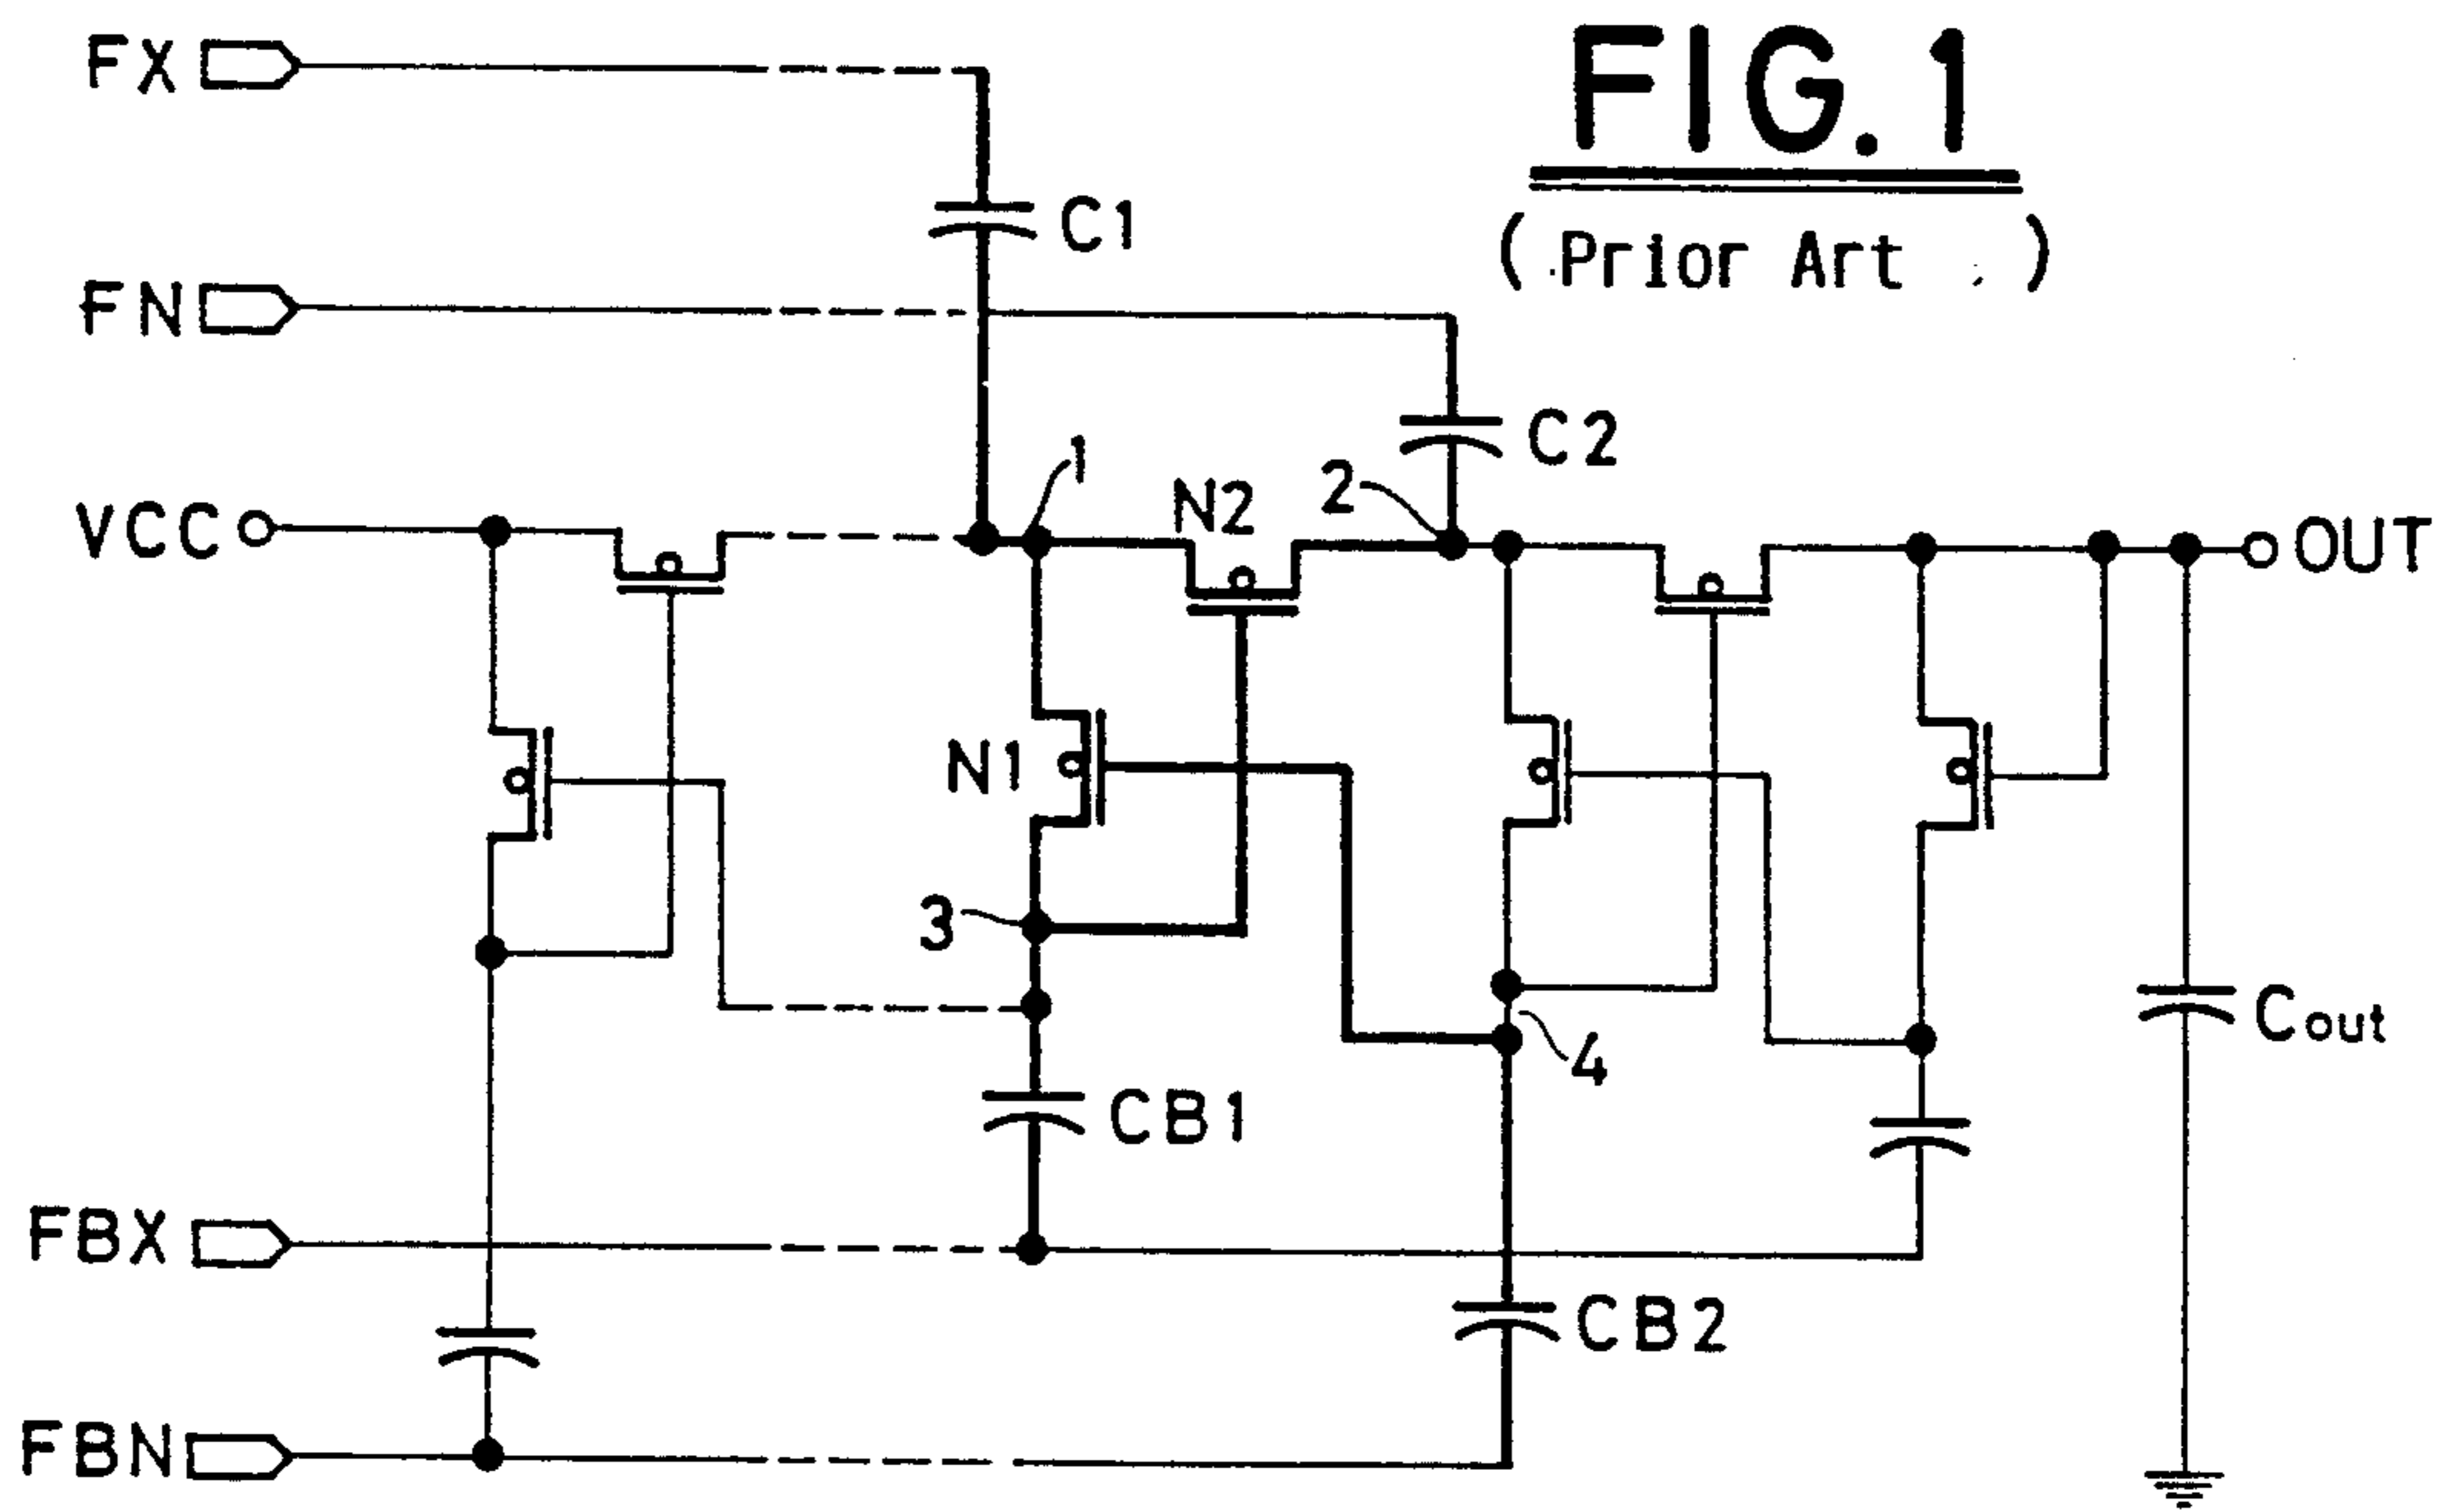 FX
FIG.1
(Prior Art)
C1
FN
C2
1
N2
2
VCC
OUT
N1
3
Cout
4
CB1
FBX
CB2
FBN